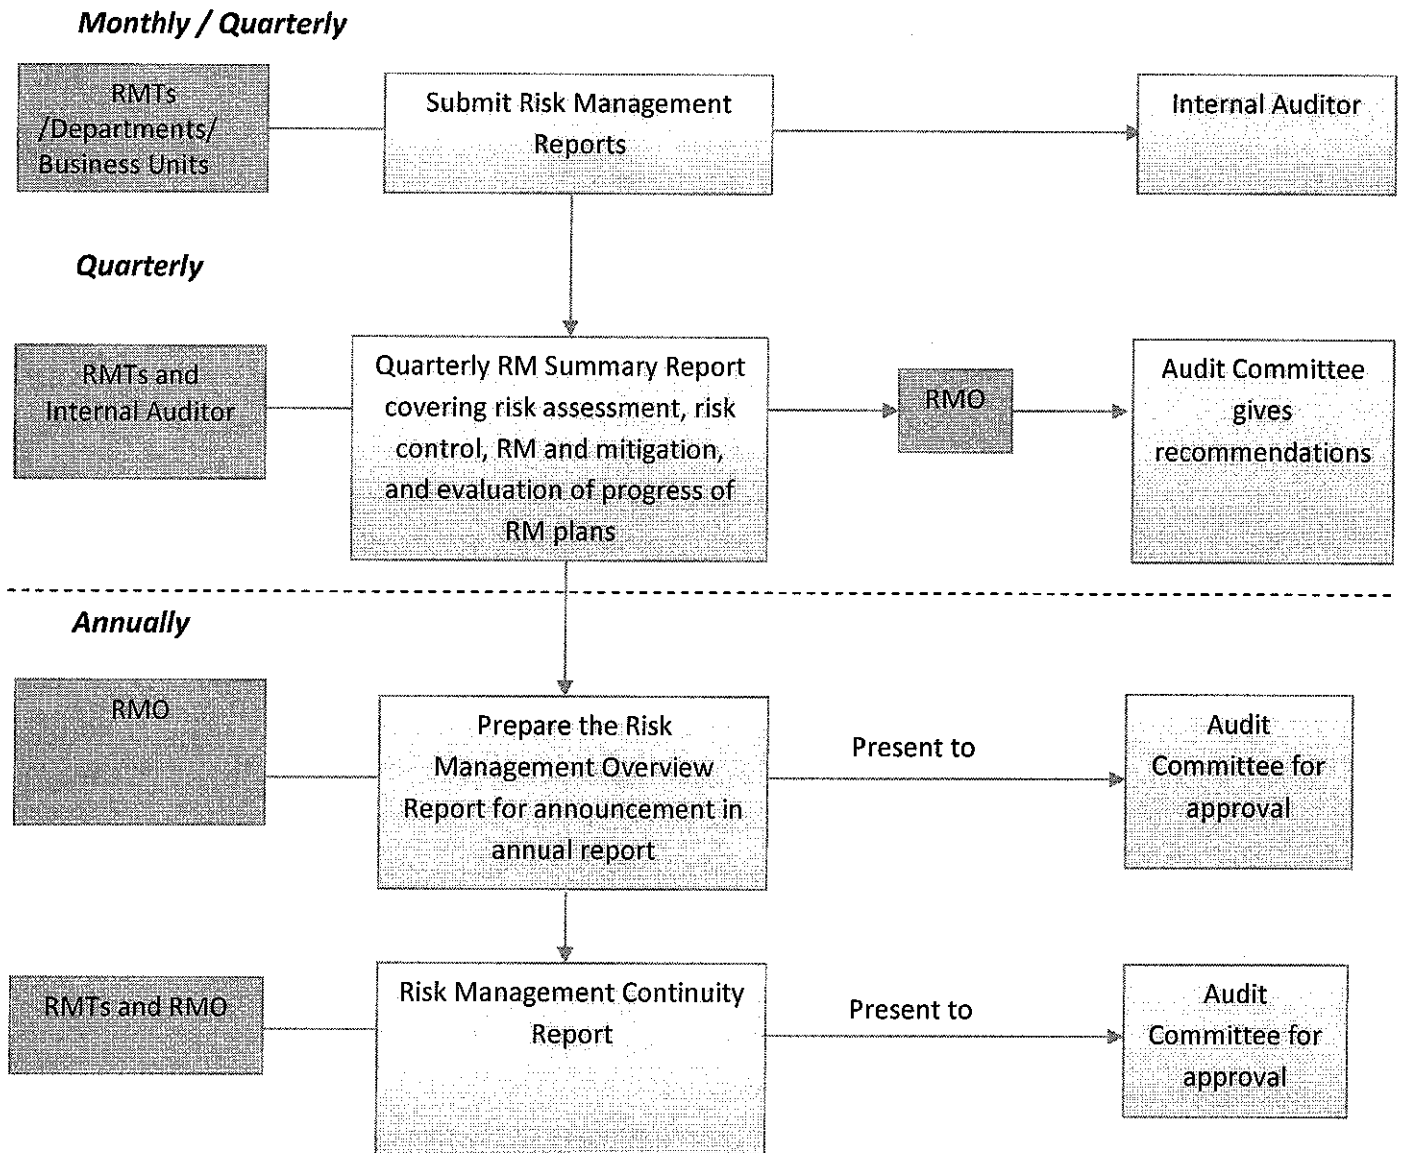 Monthly / Quarterly
RMTs
/Departments/
Business Units
Submit Risk Management
Reports
Internal Auditor
Quarterly
RMTs and
Internal Auditor
Quarterly RM Summary Report
covering risk assessment, risk
control, RM and mitigation,
and evaluation of progress of
RM plans
RMO
Audit Committee
gives
recommendations
Annually
RMO
Prepare the Risk
Management Overview
Report for announcement in
annual report
Present to
Audit
Committee for
approval
RMTs and RMO
Risk Management Continuity
Report
Present to
Audit
Committee for
approval